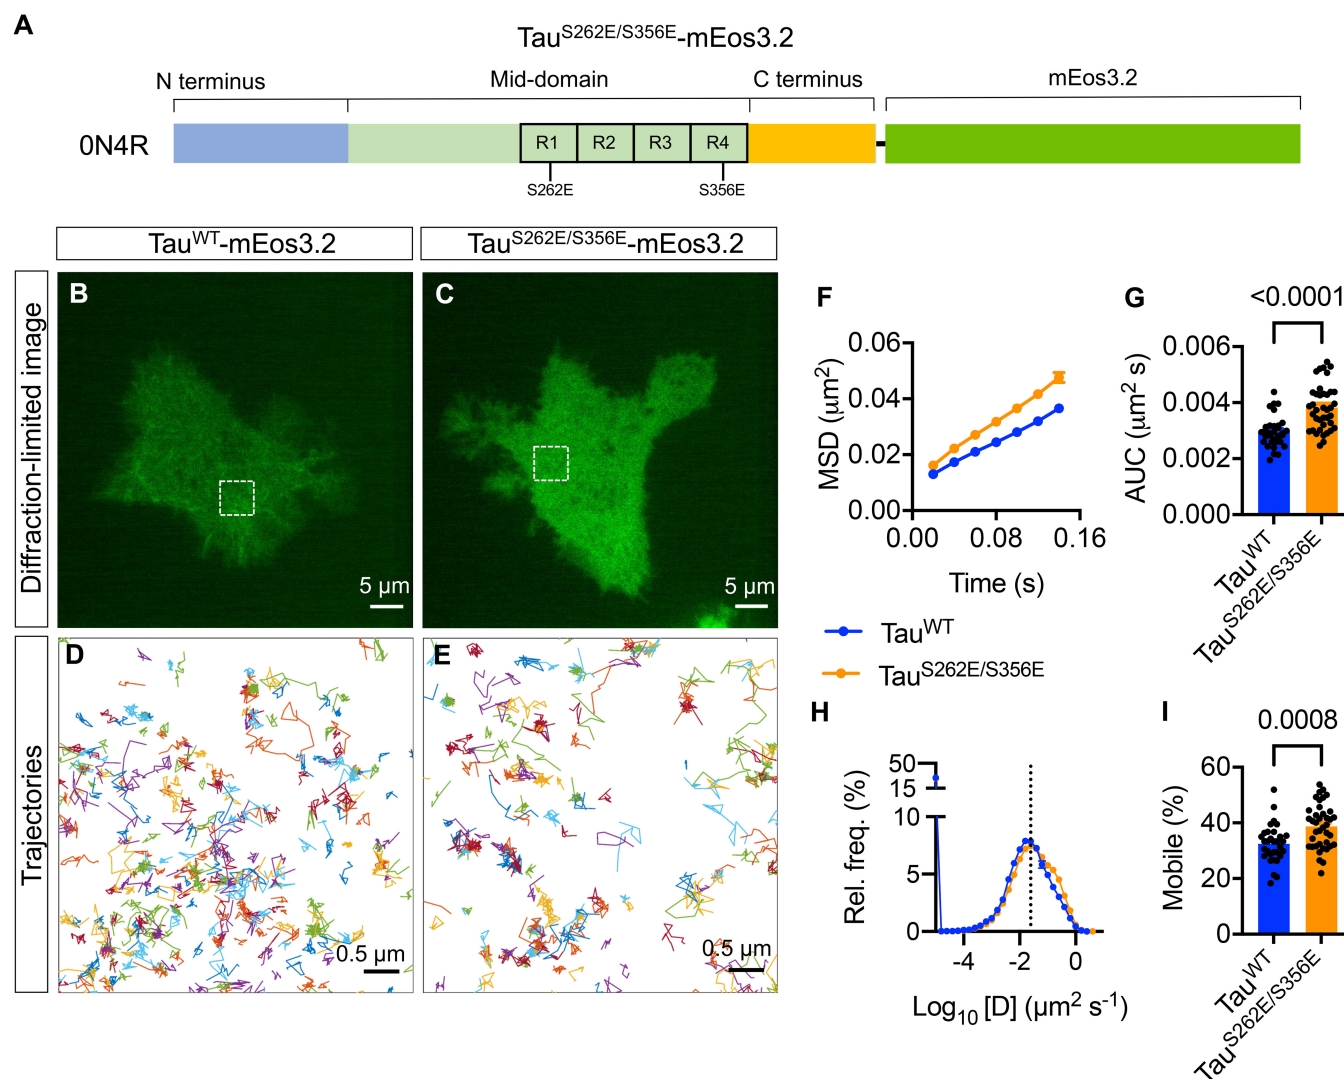 A
Tau^S262E/S356E-mEos3.2
N terminus Mid-domain C terminus mEos3.2
0N4R R1 R2 R3 R4
S262E S356E
Tau^WT-mEos3.2 Tau^S262E/S356E-mEos3.2
Diffraction-limited image
B
5 µm
C
5 µm
Trajectories
D
0.5 µm
E
0.5 µm
F
MSD (µm²)
0.06
0.04
0.02
0.00
0.00 0.08 0.16
Time (s)
Tau^WT
Tau^S262E/S356E
G
<0.0001
AUC (µm² s)
0.006
0.004
0.002
0.000
Tau^WT
Tau^S262E/S356E
H
Rel. freq. (%)
50
15
10
5
0
-4 -2 0
Log₁₀ [D] (µm² s⁻¹)
I
0.0008
Mobile (%)
60
40
20
0
Tau^WT
Tau^S262E/S356E